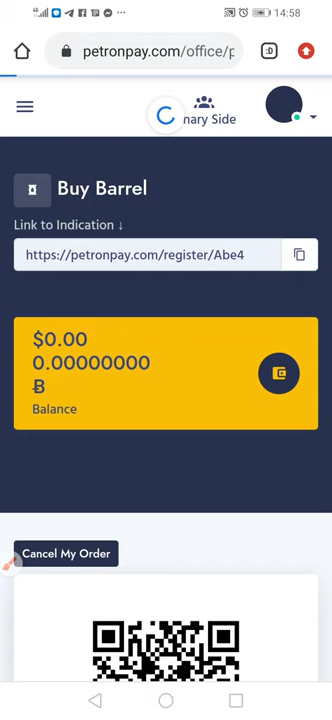 14:58
petronpay.com/office/p
:D
nary Side
Buy Barrel
Link to Indication ↓
https://petronpay.com/register/Abe4
$0.00
0.00000000
Ƀ
Balance
Cancel My Order